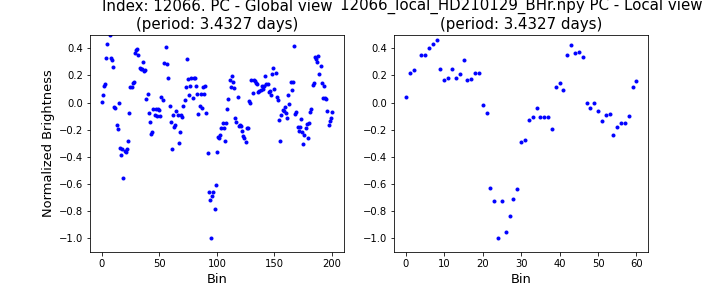 Index: 12066. PC - Global view
(period: 3.4327 days)
12066_local_HD210129_BHr.npy PC - Local view
(period: 3.4327 days)
Normalized Brightness
0.4
0.2
0.0
−0.2
−0.4
−0.6
−0.8
−1.0
0 50 100 150 200
Bin
0.4
0.2
0.0
−0.2
−0.4
−0.6
−0.8
−1.0
0 10 20 30 40 50 60
Bin